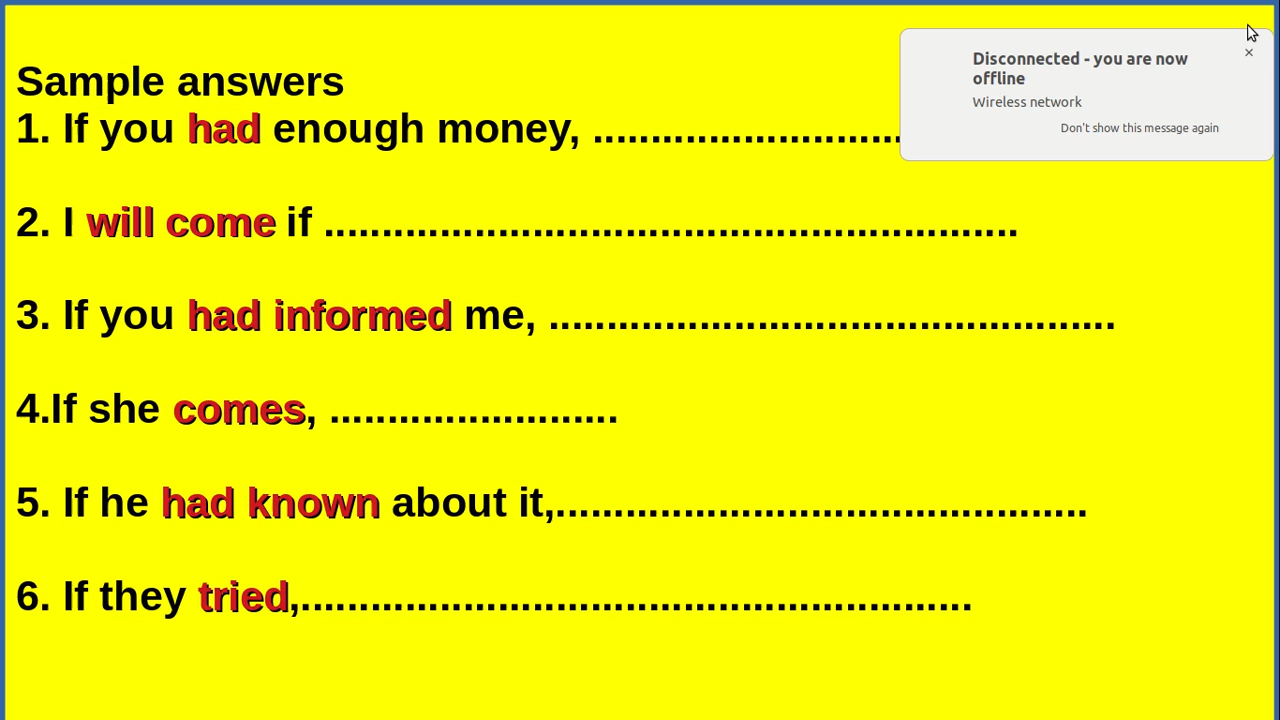 Sample answers
1. If you had enough money, ...........................
2. I will come if ............................................................
3. If you had informed me, .................................................
4.If she comes, .........................
5. If he had known about it,..............................................
6. If they tried,..........................................................
Disconnected - you are now
offline
Wireless network
Don't show this message again